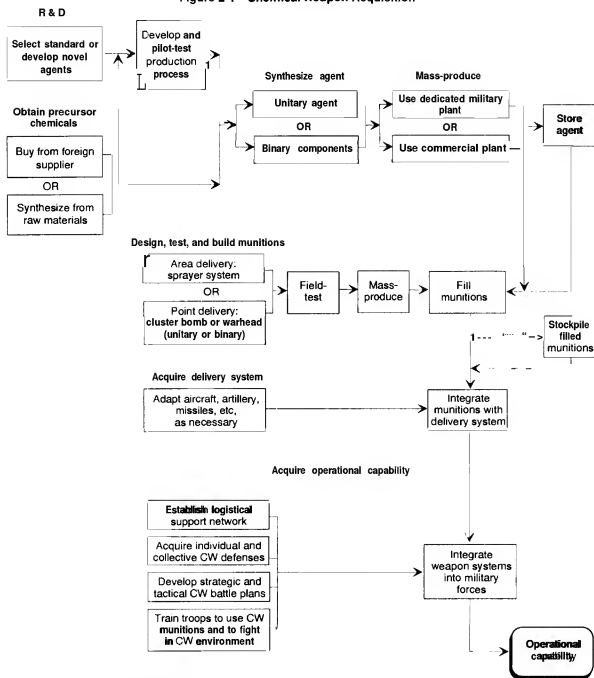 Figure 2-1 Chemical Weapon Acquisition
R & D
Select standard or
develop novel
agents
Develop and
pilot-test
production
process
Synthesize agent
Mass-produce
Obtain precursor
chemicals
Unitary agent
OR
Binary components
Use dedicated military
plant
OR
Use commercial plant
Store
agent
Buy from foreign
supplier
OR
Synthesize from
raw materials
Design, test, and build munitions
Area delivery:
sprayer system
OR
Point delivery:
cluster bomb or warhead
(unitary or binary)
Field-
test
Mass-
produce
Fill
munitions
Stockpile
filled
munitions
Acquire delivery system
Adapt aircraft, artillery,
missiles, etc,
as necessary
Integrate
munitions with
delivery system
Acquire operational capability
Establish logistical
support network
Acquire individual and
collective CW defenses
Develop strategic and
tactical CW battle plans
Train troops to use CW
munitions and to fight
in CW environment
Integrate
weapon systems
into military
forces
Operational
capability